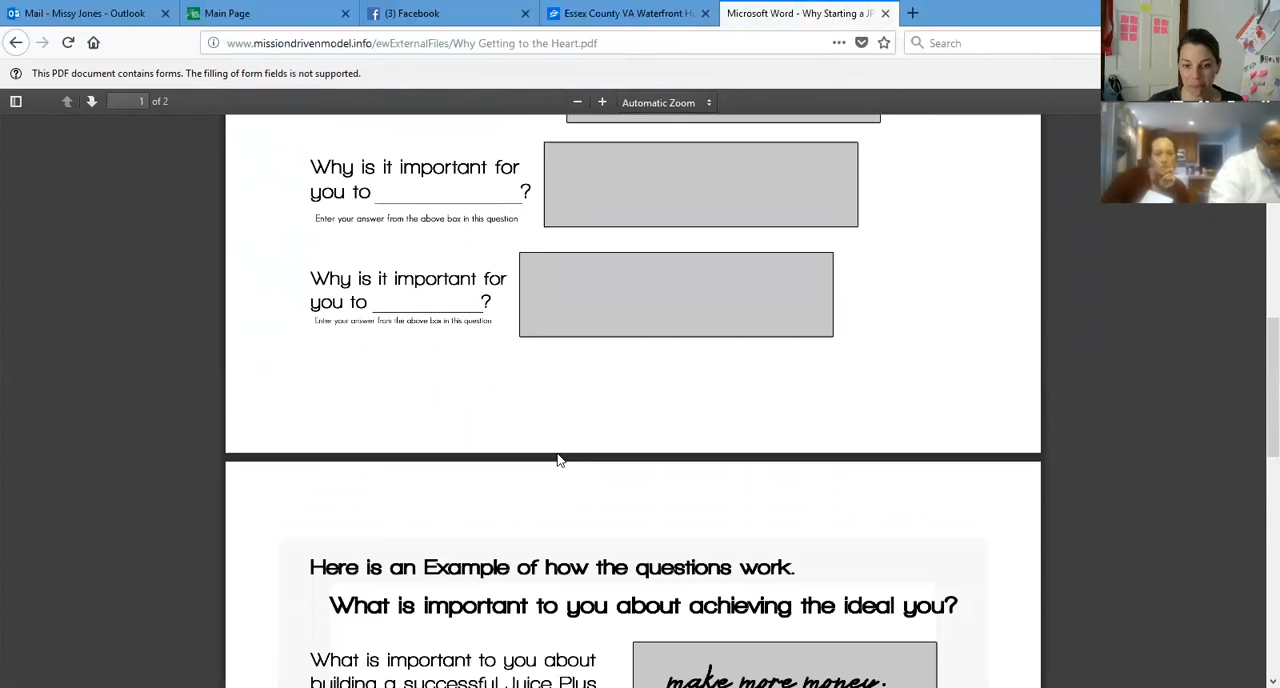 Mail - Missy Jones - Outlook
Main Page
(3) Facebook
Essex County VA Waterfront H
Microsoft Word - Why Starting a JP
www.missiondrivenmodel.info/ewExternalFiles/Why Getting to the Heart.pdf
Search
This PDF document contains forms. The filling of form fields is not supported.
1 of 2
Automatic Zoom
Why is it important for
you to ____________?
Enter your answer from the above box in this question
Why is it important for
you to ____________?
Enter your answer from the above box in this question
Here is an Example of how the questions work.
What is important to you about achieving the ideal you?
What is important to you about
make more money.
building a successful Juice Plus